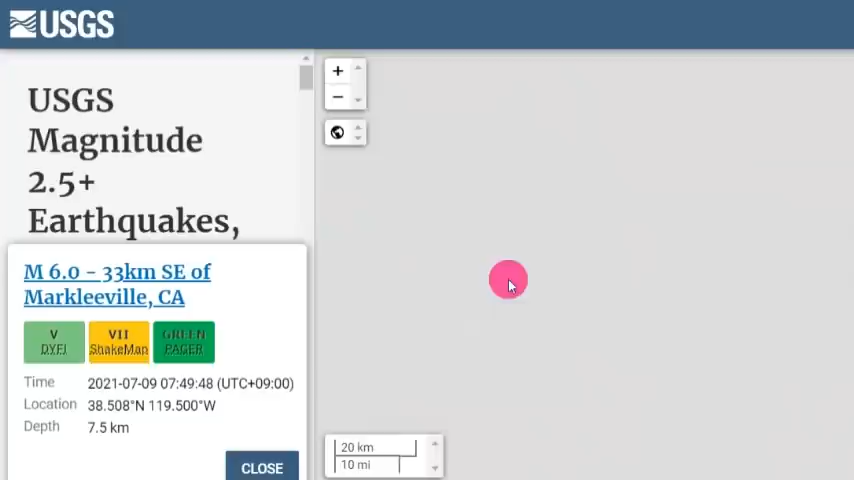 USGS
USGS
Magnitude
2.5+
Earthquakes,
M 6.0 - 33km SE of
Markleeville, CA
V
DYFI
VII
ShakeMap
GREEN
PAGER
Time 2021-07-09 07:49:48 (UTC+09:00)
Location 38.508°N 119.500°W
Depth 7.5 km
CLOSE
+
−
20 km
10 mi